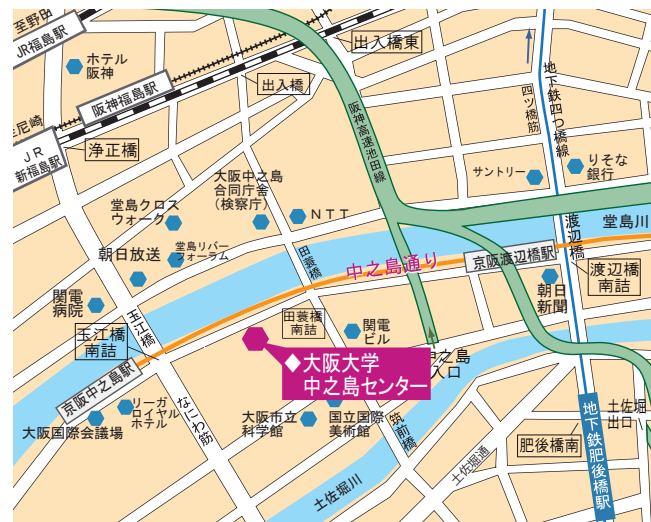 至野田
JR福島駅
ホテル
阪神
出入橋東
出入橋
阪神福島駅
尼崎
JR
新福島駅
浄正橋
阪神高速池田線
四ツ橋筋
地下鉄四つ橋線
サントリー
りそな
銀行
大阪中之島
合同庁舎
(検察庁)
NTT
堂島クロス
ウォーク
朝日放送
堂島リバー
フォーラム
田蓑橋
中之島通り
京阪渡辺橋駅
渡辺橋
堂島川
渡辺橋
南詰
朝日
新聞
関電
病院
玉江橋
玉江橋
南詰
田蓑橋
南詰
関電
ビル
中之島
入口
◆大阪大学
中之島センター
京阪中之島駅
リーガ
ロイヤル
ホテル
大阪国際会議場
なにわ筋
大阪市立
科学館
国立国際
美術館
筑前橋
土佐堀川
土佐堀通
肥後橋南
土佐堀
出口
地下鉄肥後橋駅